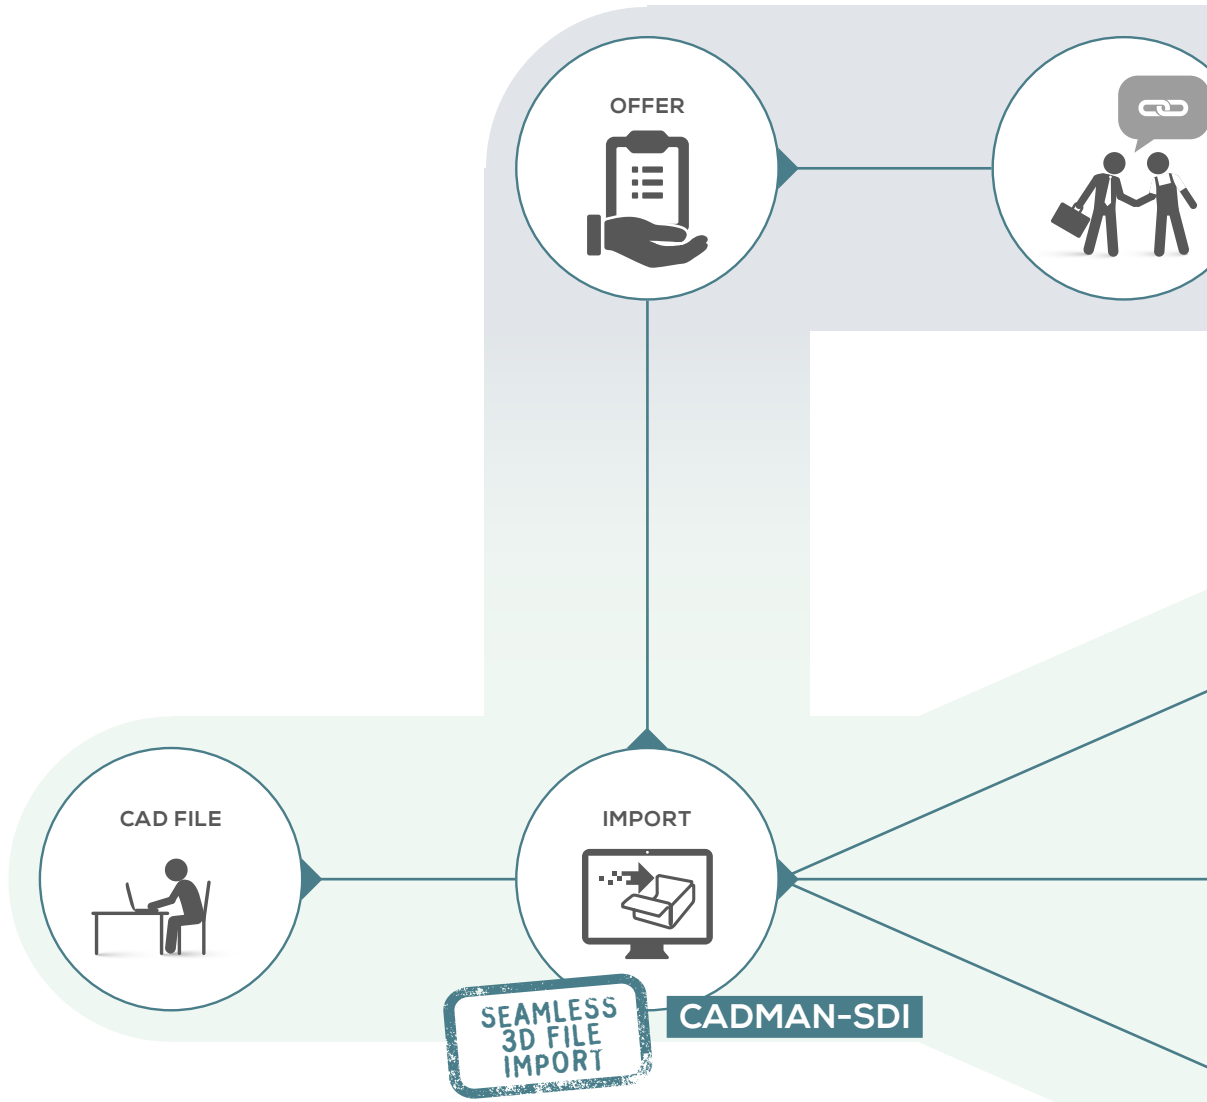 OFFER
CAD FILE
IMPORT
SEAMLESS
3D FILE
IMPORT
CADMAN-SDI